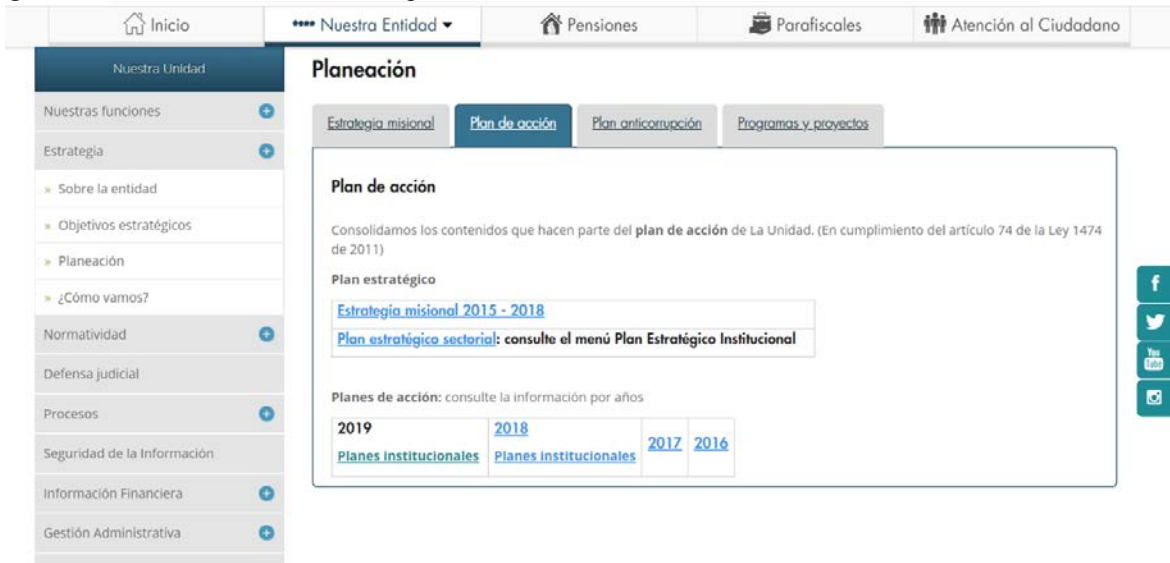 Inicio
Nuestra Entidad
Pensiones
Parafiscales
Atención al Ciudadano
Nuestra Unidad
Nuestras funciones
Estrategia
» Sobre la entidad
» Objetivos estratégicos
» Planeación
» ¿Cómo vamos?
Normatividad
Defensa judicial
Procesos
Seguridad de la Información
Información Financiera
Gestión Administrativa
Planeación
Estrategia misional
Plan de acción
Plan anticorrupción
Programas y proyectos
Plan de acción
Consolidamos los contenidos que hacen parte del plan de acción de La Unidad. (En cumplimiento del artículo 74 de la Ley 1474
de 2011)
Plan estratégico
Estrategia misional 2015 - 2018
Plan estratégico sectorial: consulte el menú Plan Estratégico Institucional
Planes de acción: consulte la información por años
2019
Planes institucionales
2018
Planes institucionales
2017
2016
You
Tube